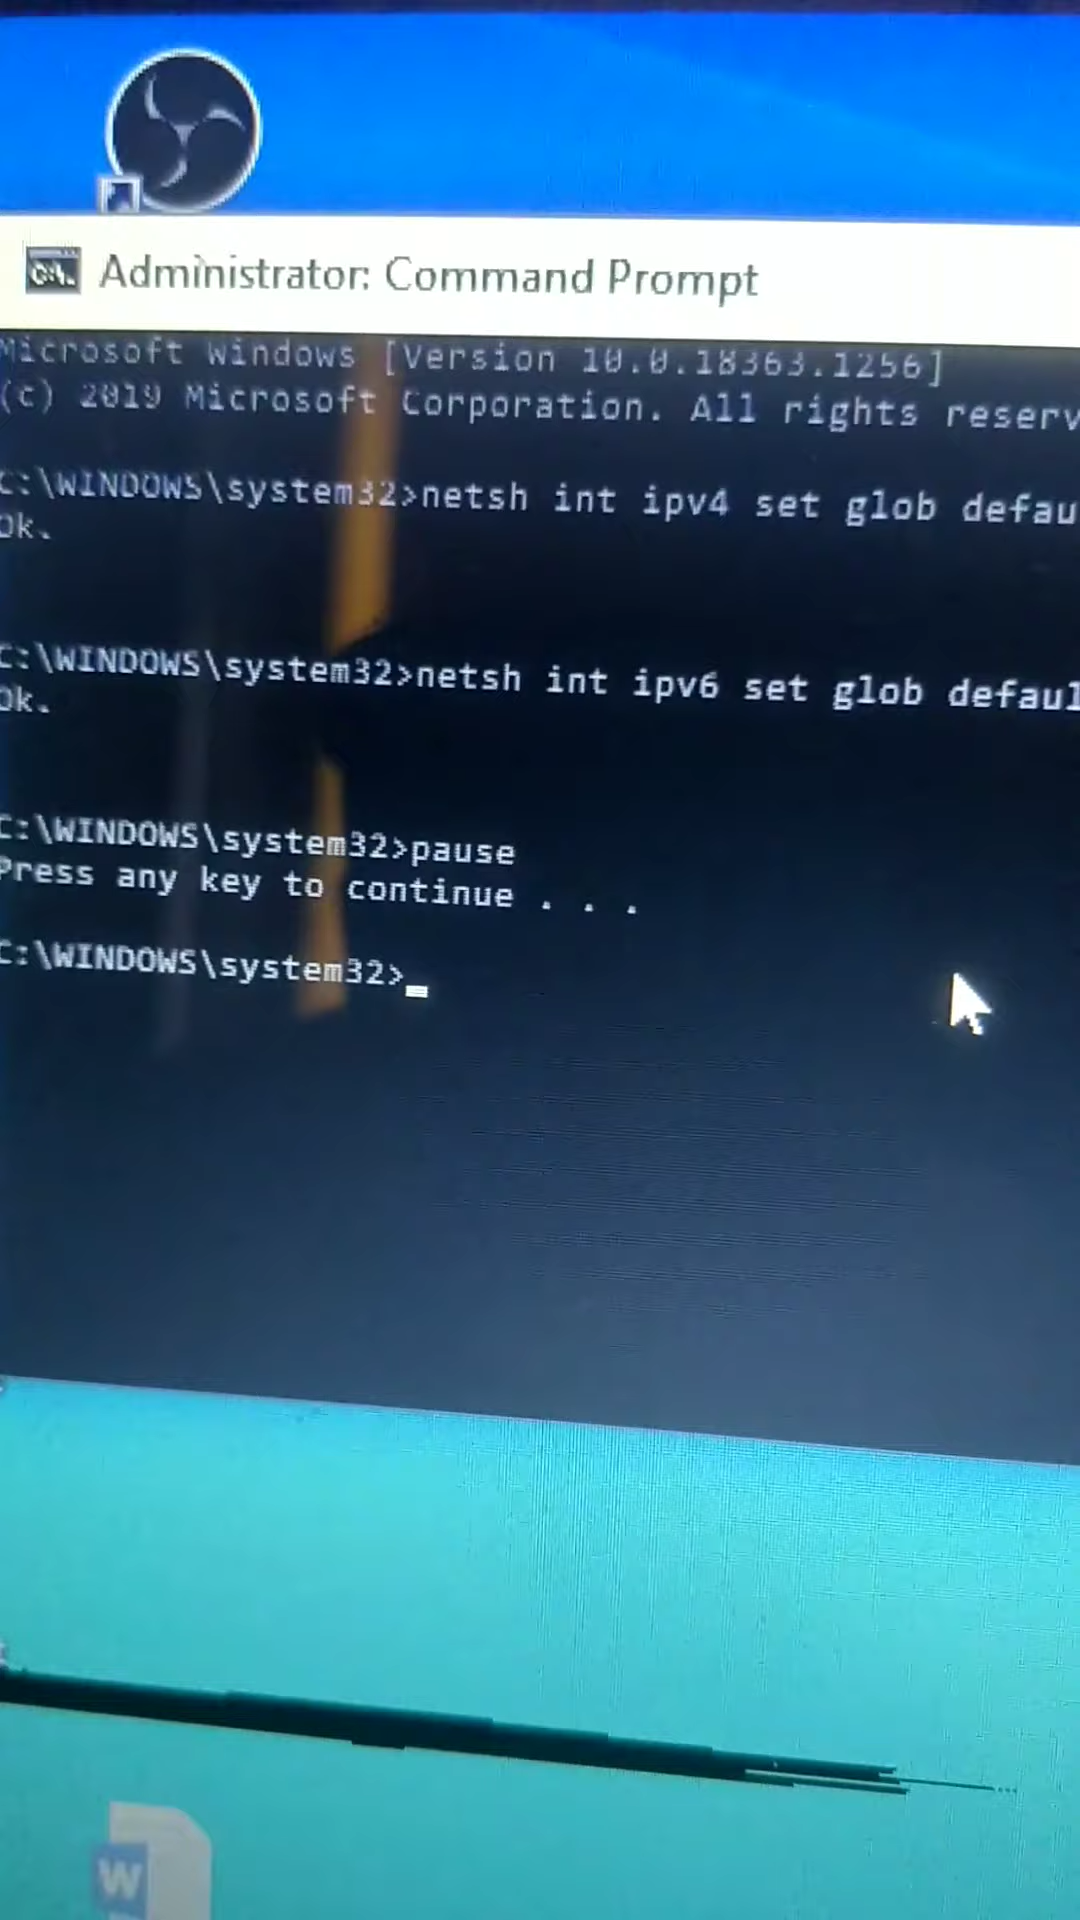 Administrator: Command Prompt
Microsoft Windows [Version 10.0.18363.1256]
(c) 2019 Microsoft Corporation. All rights reserv
C:\WINDOWS\system32>netsh int ipv4 set glob defau
Ok.
C:\WINDOWS\system32>netsh int ipv6 set glob defaul
Ok.
C:\WINDOWS\system32>pause
Press any key to continue . . .
C:\WINDOWS\system32>_
W